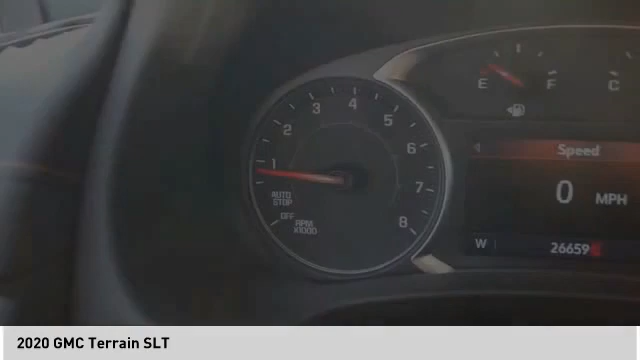 E F C
1 2 3 4 5 6 7 8
AUTO
STOP
OFF
RPM
X1000
Speed
0 MPH
W 26659
2020 GMC Terrain SLT